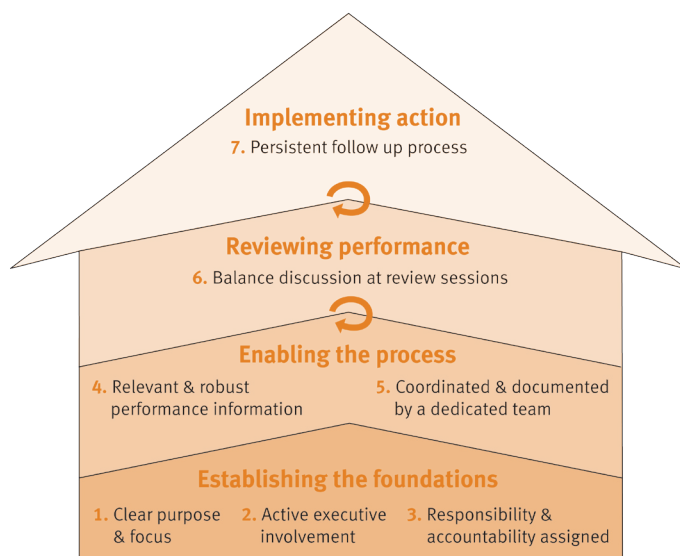 Implementing action
7. Persistent follow up process
Reviewing performance
6. Balance discussion at review sessions
Enabling the process
4. Relevant & robust
performance information
5. Coordinated & documented
by a dedicated team
Establishing the foundations
1. Clear purpose
& focus
2. Active executive
involvement
3. Responsibility &
accountability assigned